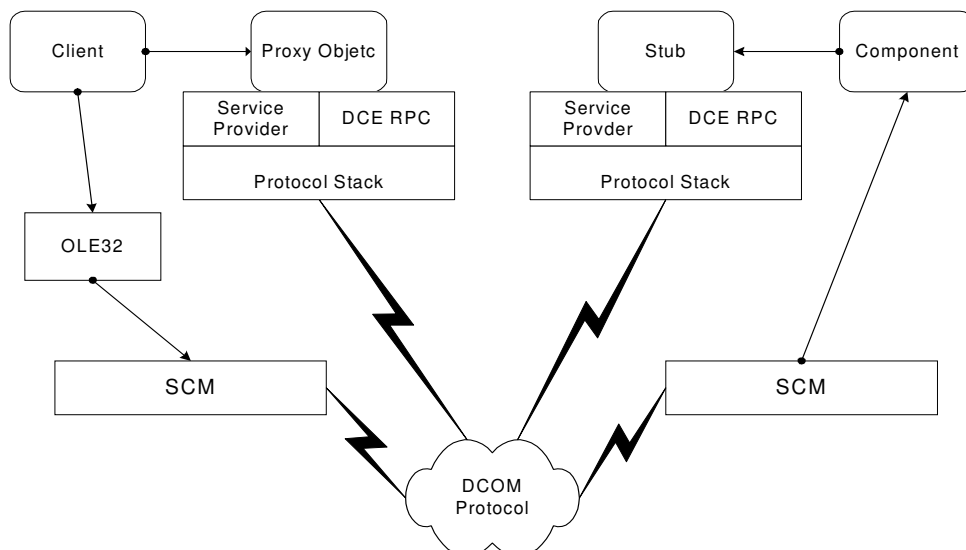 Client
Proxy Objetc
Stub
Component
Service
Provider
DCE RPC
Protocol Stack
Service
Provder
DCE RPC
Protocol Stack
OLE32
SCM
SCM
DCOM
Protocol